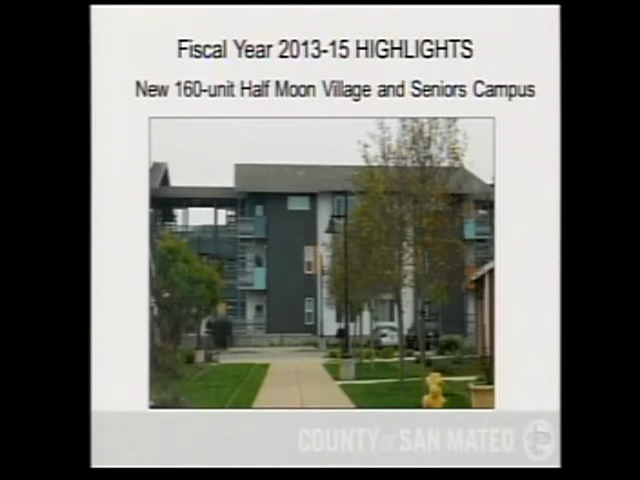 Fiscal Year 2013-15 HIGHLIGHTS
New 160-unit Half Moon Village and Seniors Campus
COUNTY OF SAN MATEO